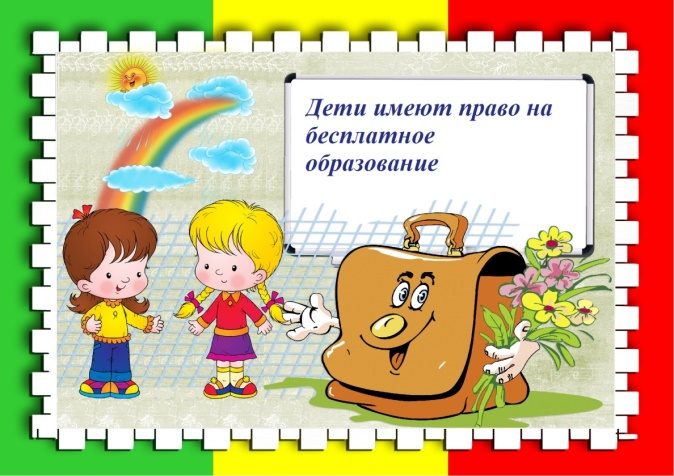 Дети имеют право на
бесплатное
образование